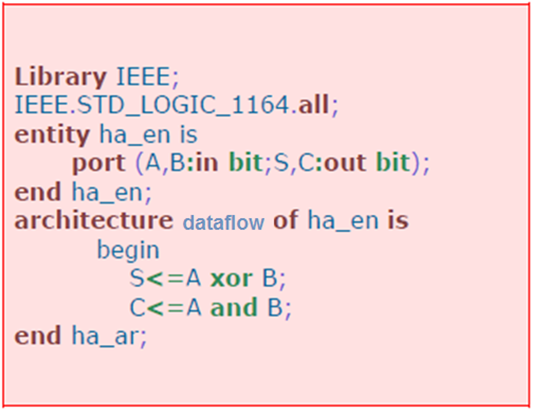 Library IEEE;
IEEE.STD_LOGIC_1164.all;
entity ha_en is
port (A,B:in bit;S,C:out bit);
end ha_en;
architecture dataflow of ha_en is
begin
S<=A xor B;
C<=A and B;
end ha_ar;